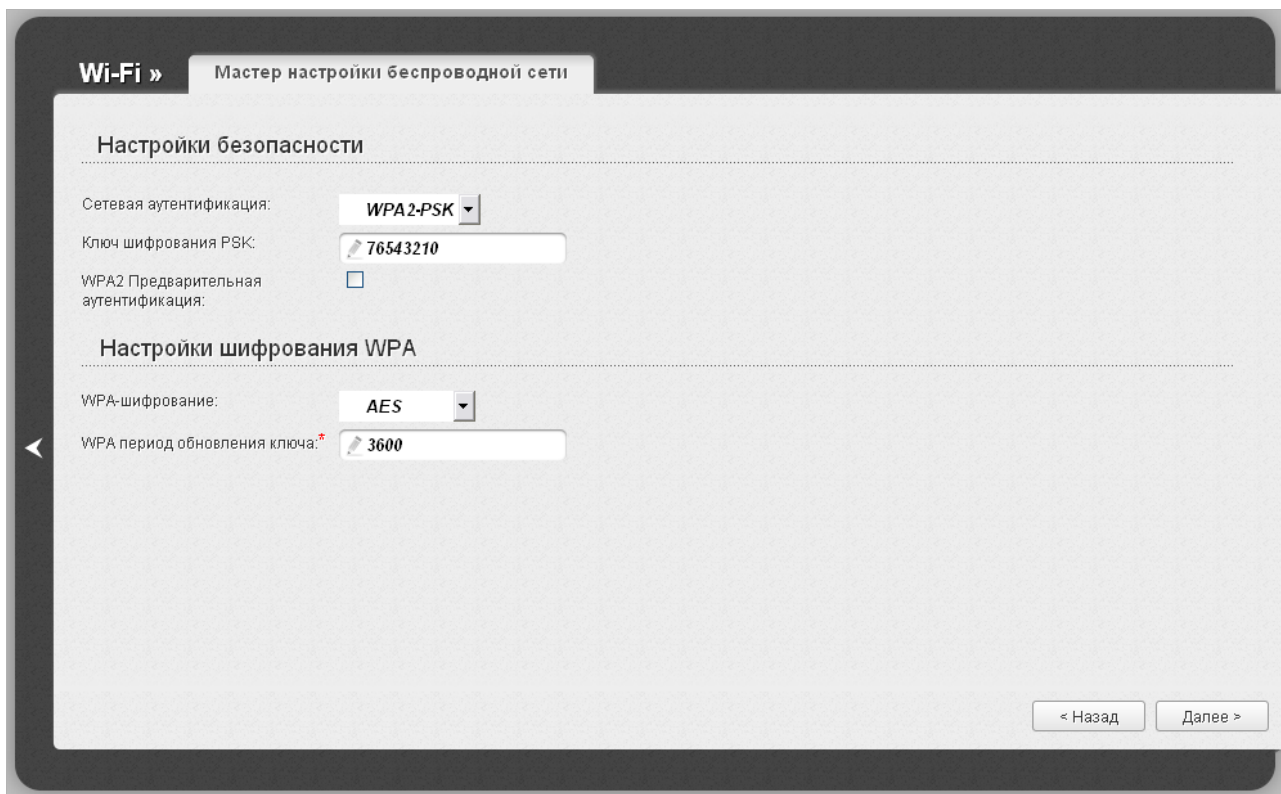 Wi-Fi » Мастер настройки беспроводной сети
Настройки безопасности
Сетевая аутентификация: WPA2-PSK
Ключ шифрования PSK: 76543210
WPA2 Предварительная
аутентификация:
Настройки шифрования WPA
WPA-шифрование: AES
WPA период обновления ключа:* 3600
< Назад Далее >